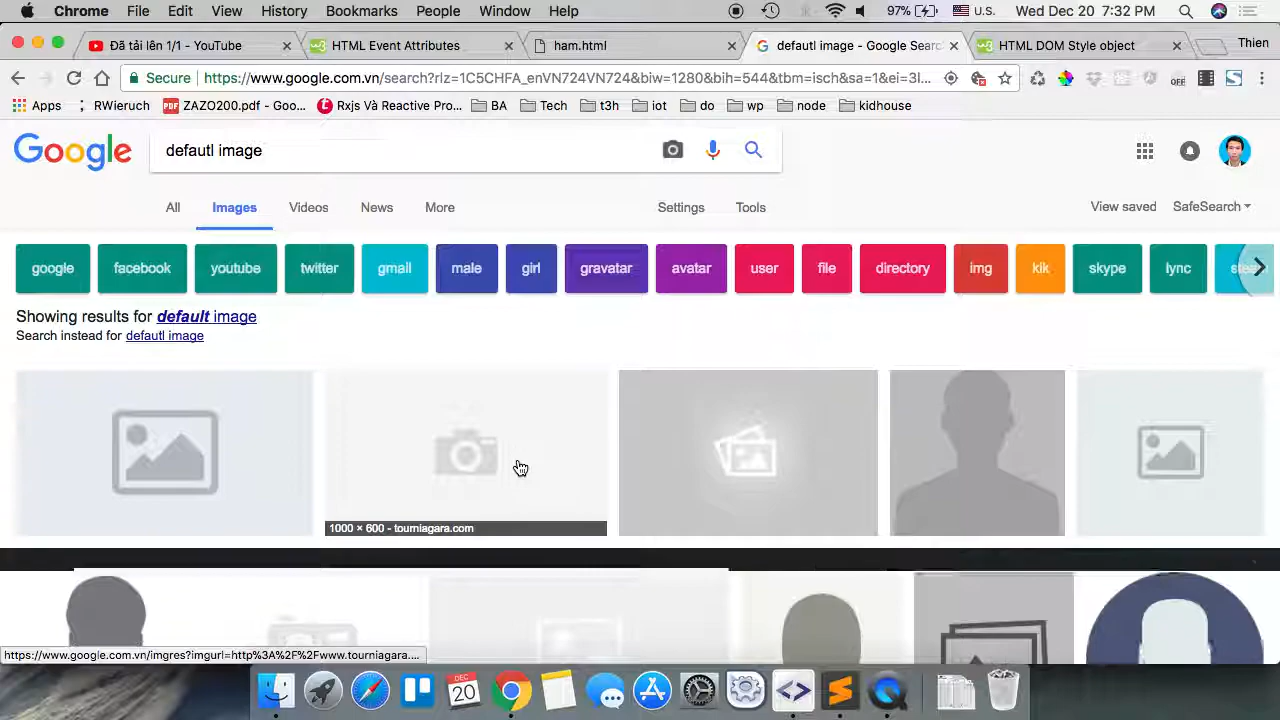 Chrome File Edit View History Bookmarks People Window Help 97% U.S. Wed Dec 20 7:32 PM
Đã tải lên 1/1 - YouTube HTML Event Attributes ham.html defautl image - Google Searc HTML DOM Style object Thien
Secure https://www.google.com.vn/search?rlz=1C5CHFA_enVN724VN724&biw=1280&bih=544&tbm=isch&sa=1&ei=3l... OFF
Apps RWieruch ZAZO200.pdf - Goo... Rxjs Và Reactive Pro... BA Tech t3h iot do wp node kidhouse
Google defautl image
All Images Videos News More Settings Tools View saved SafeSearch
google facebook youtube twitter gmail male girl gravatar avatar user file directory img kik skype lync steam
Showing results for default image
Search instead for defautl image
1000 × 600 - tourniagara.com
https://www.google.com.vn/imgres?imgurl=http%3A%2F%2Fwww.tourniagara....
DEC
20